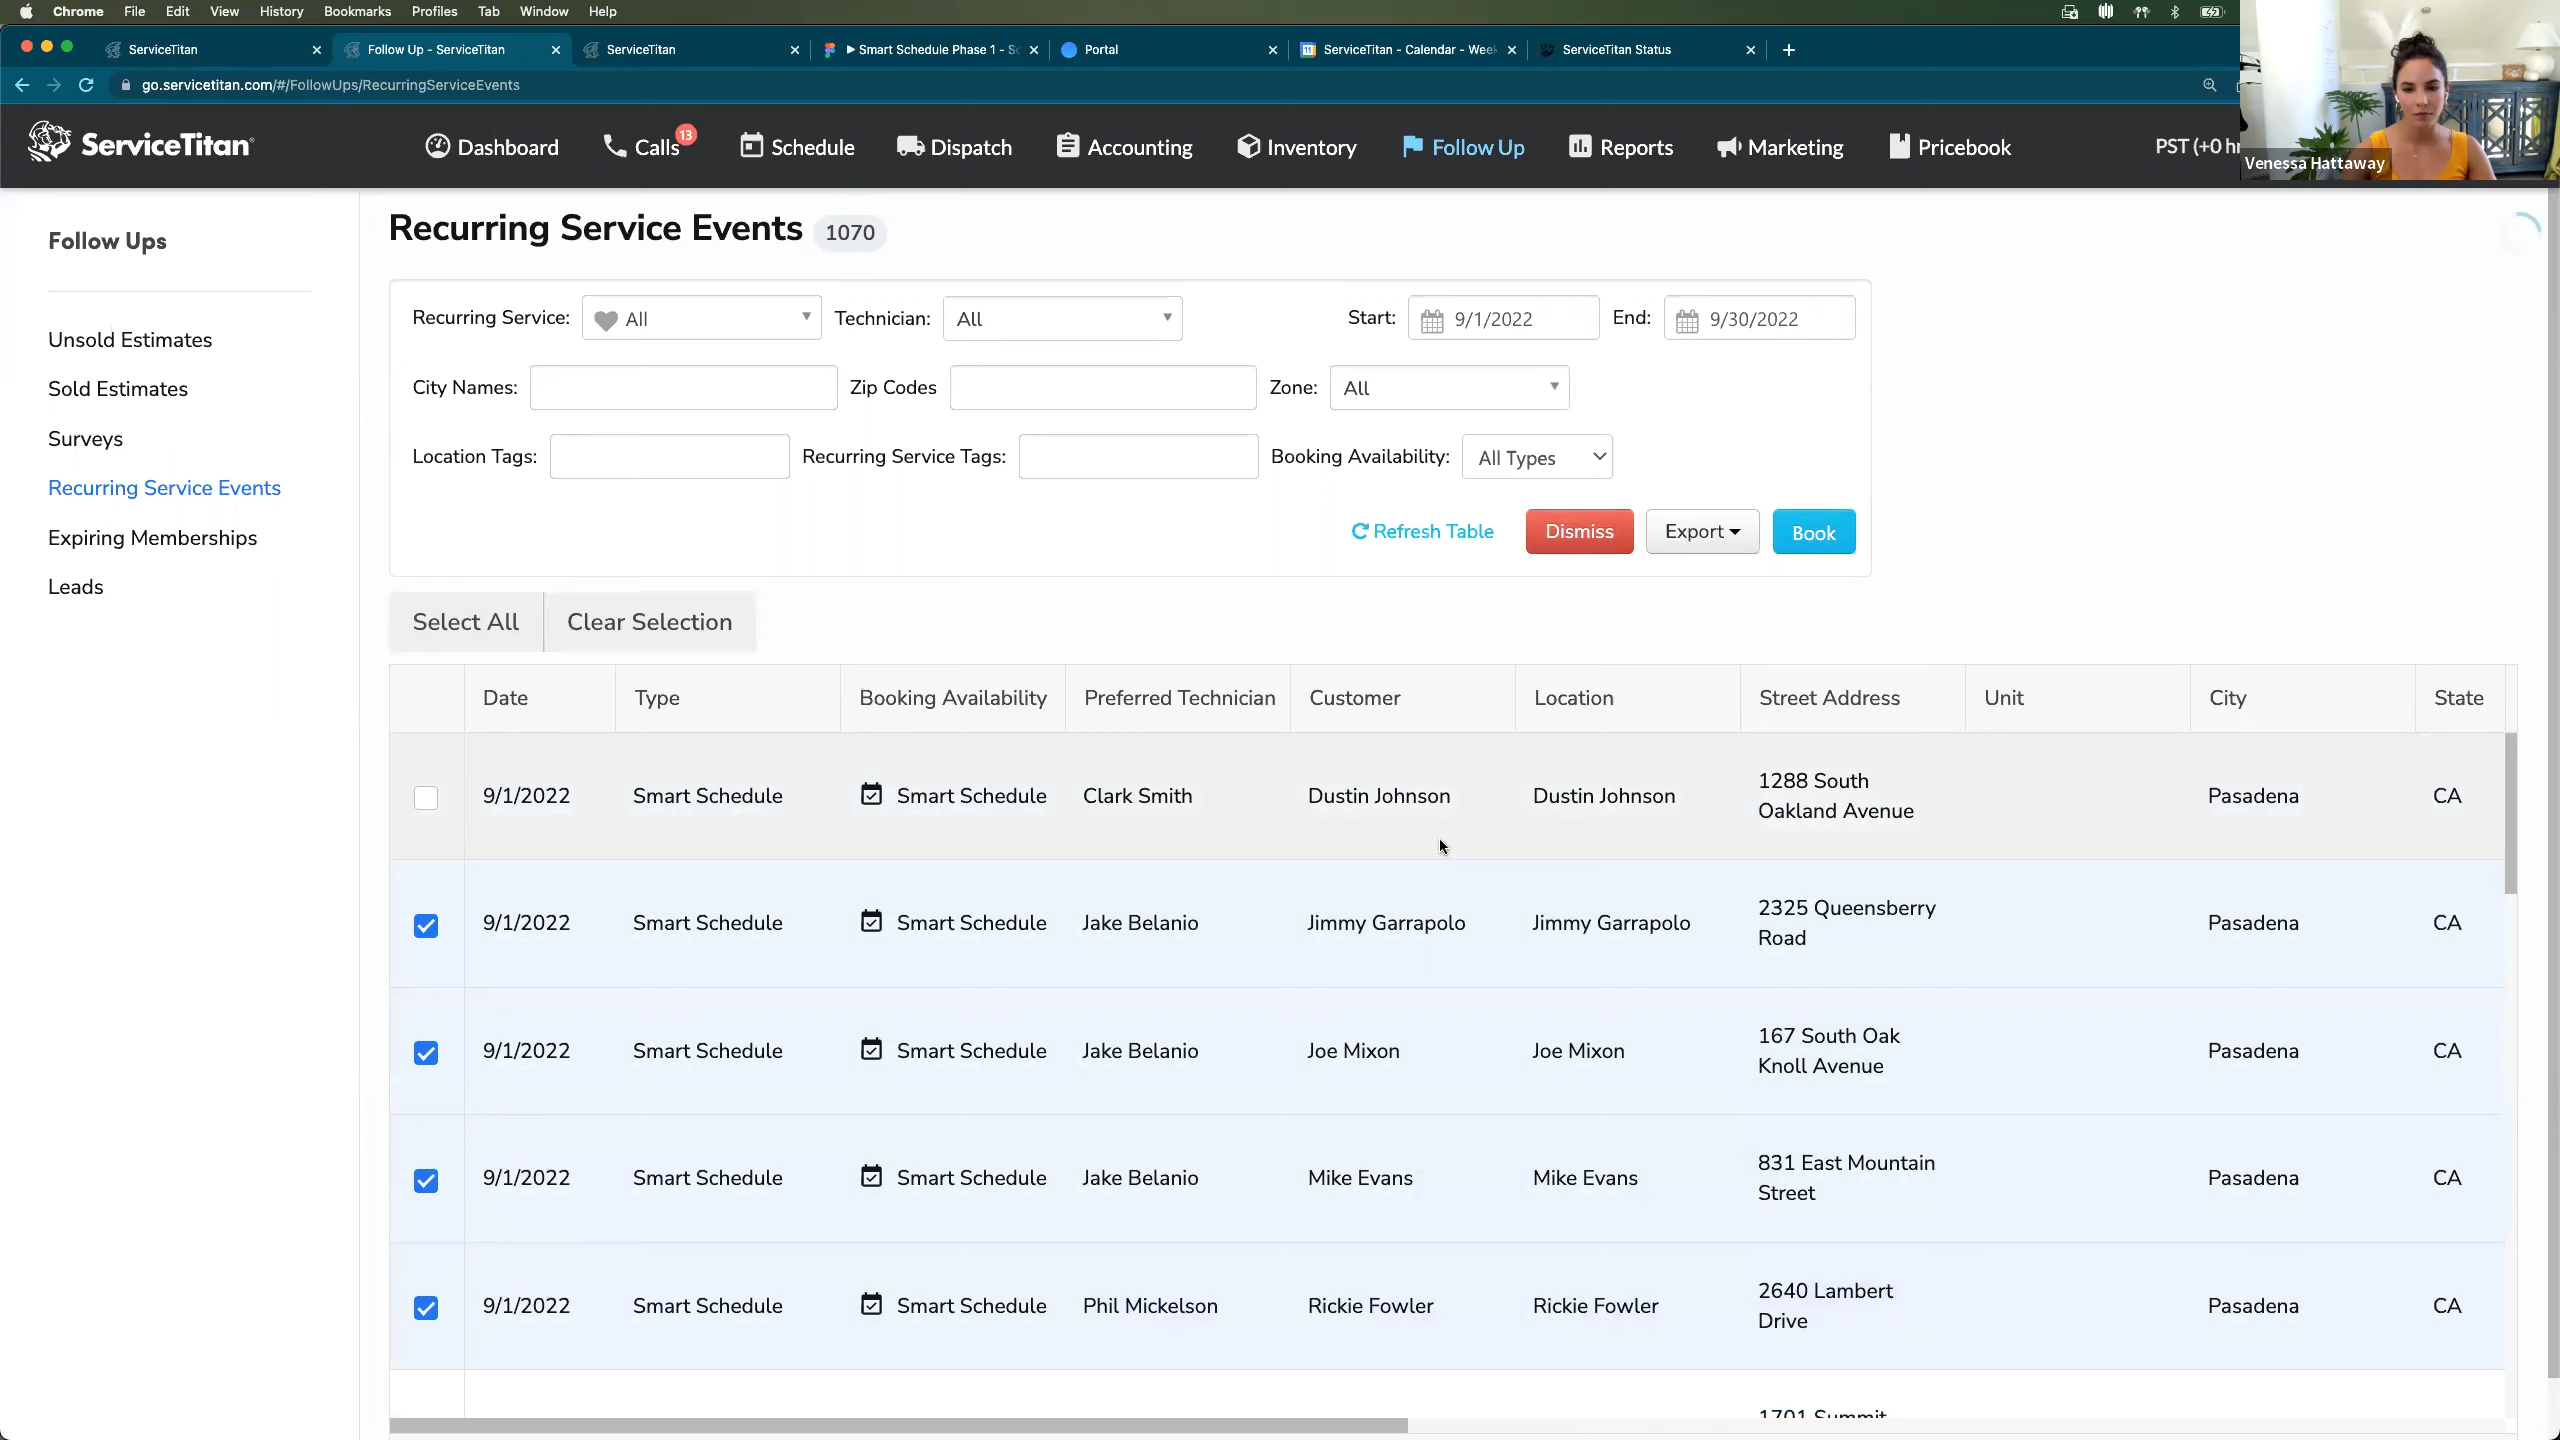 Chrome File Edit View History Bookmarks Profiles Tab Window Help
ServiceTitan Follow Up - ServiceTitan ServiceTitan Smart Schedule Phase 1 - Sc Portal ServiceTitan - Calendar - Week ServiceTitan Status
go.servicetitan.com/#/FollowUps/RecurringServiceEvents
ServiceTitan Dashboard Calls 13 Schedule Dispatch Accounting Inventory Follow Up Reports Marketing Pricebook PST (+0 hr
Venessa Hattaway
Follow Ups
Unsold Estimates
Sold Estimates
Surveys
Recurring Service Events
Expiring Memberships
Leads
Recurring Service Events 1070
Recurring Service: All Technician: All Start: 9/1/2022 End: 9/30/2022
City Names: Zip Codes Zone: All
Location Tags: Recurring Service Tags: Booking Availability: All Types
Refresh Table Dismiss Export Book
Select All Clear Selection
Date Type Booking Availability Preferred Technician Customer Location Street Address Unit City State
9/1/2022 Smart Schedule Smart Schedule Clark Smith Dustin Johnson Dustin Johnson 1288 South Pasadena CA
Oakland Avenue
9/1/2022 Smart Schedule Smart Schedule Jake Belanio Jimmy Garrapolo Jimmy Garrapolo 2325 Queensberry Pasadena CA
Road
9/1/2022 Smart Schedule Smart Schedule Jake Belanio Joe Mixon Joe Mixon 167 South Oak Pasadena CA
Knoll Avenue
9/1/2022 Smart Schedule Smart Schedule Jake Belanio Mike Evans Mike Evans 831 East Mountain Pasadena CA
Street
9/1/2022 Smart Schedule Smart Schedule Phil Mickelson Rickie Fowler Rickie Fowler 2640 Lambert Pasadena CA
Drive
1701 Summit